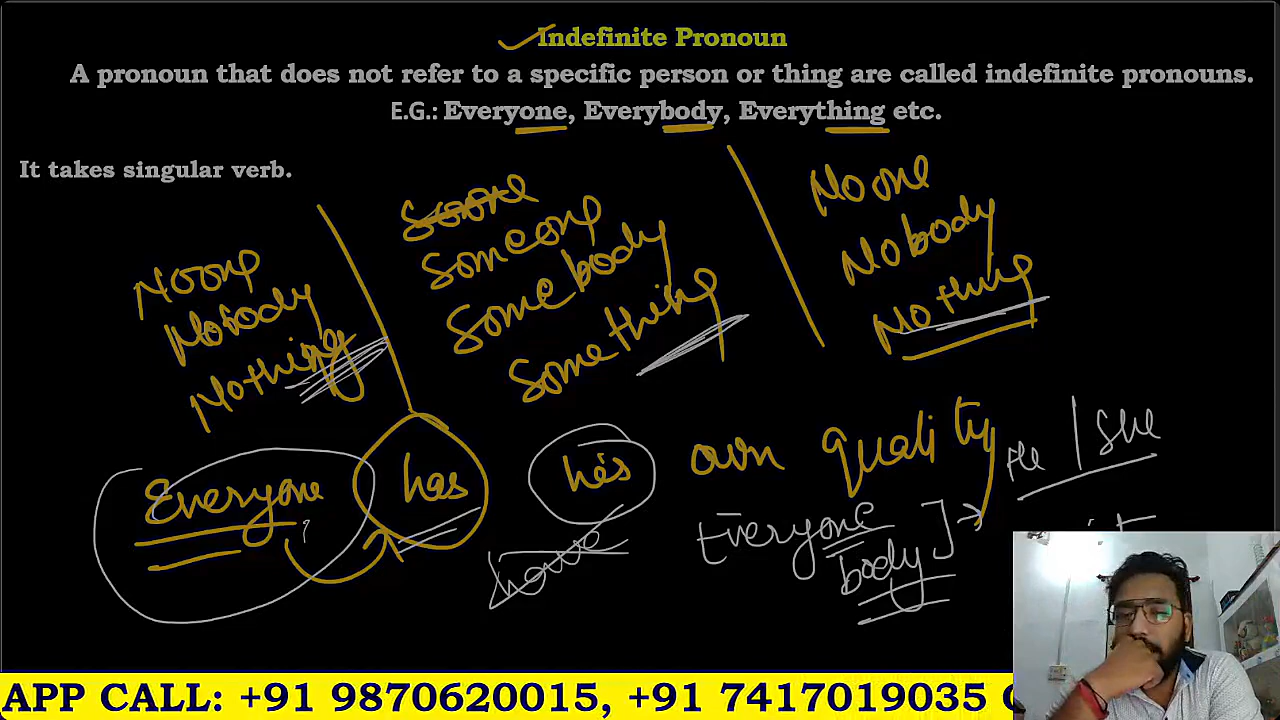 Indefinite Pronoun
A pronoun that does not refer to a specific person or thing are called indefinite pronouns.
E.G.: Everyone, Everybody, Everything etc.
It takes singular verb.
Noone
Nobody
Nothing
Someone
Somebody
Something
No one
Nobody
Nothing
Everyone has his own quality
he / she
have
Everyone
body
APP CALL: +91 9870620015, +91 7417019035